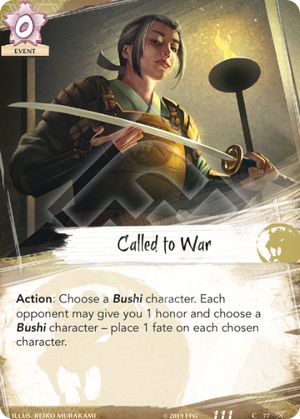 0
EVENT
Called to War
Action: Choose a Bushi character. Each
opponent may give you 1 honor and choose a
Bushi character – place 1 fate on each chosen
character.
ILLUS: REIKO MURAKAMI
© 2019 FFG
111
C 77